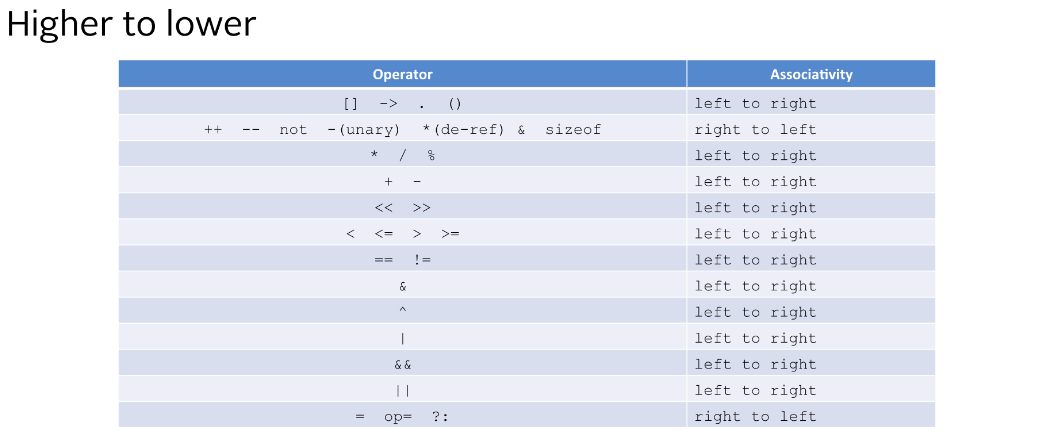 Higher to lower
Operator Associativity
[] -> . () left to right
++ -- not -(unary) *(de-ref) & sizeof right to left
* / % left to right
+ - left to right
<< >> left to right
< <= > >= left to right
== != left to right
& left to right
^ left to right
| left to right
&& left to right
|| left to right
= op= ?: right to left